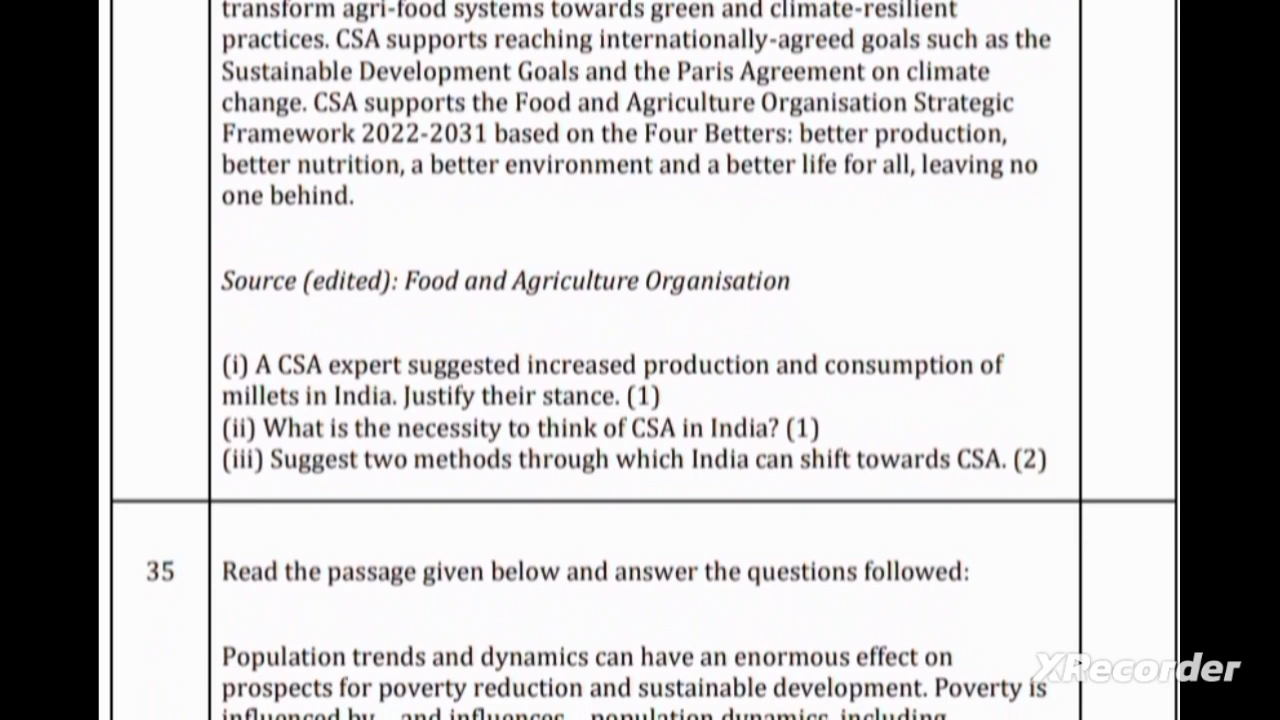 transform agri-food systems towards green and climate-resilient
practices. CSA supports reaching internationally-agreed goals such as the
Sustainable Development Goals and the Paris Agreement on climate
change. CSA supports the Food and Agriculture Organisation Strategic
Framework 2022-2031 based on the Four Betters: better production,
better nutrition, a better environment and a better life for all, leaving no
one behind.
Source (edited): Food and Agriculture Organisation
(i) A CSA expert suggested increased production and consumption of
millets in India. Justify their stance. (1)
(ii) What is the necessity to think of CSA in India? (1)
(iii) Suggest two methods through which India can shift towards CSA. (2)
35 Read the passage given below and answer the questions followed:
Population trends and dynamics can have an enormous effect on
prospects for poverty reduction and sustainable development. Poverty is
influenced by and influences population dynamics, including
XRecorder